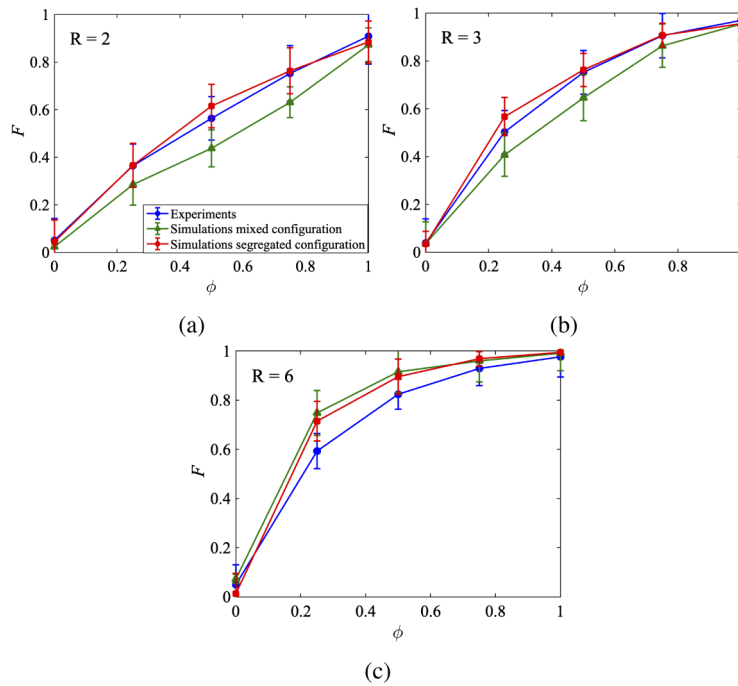 R = 2
F
1
0.8
0.6
0.4
0.2
0
0 0.2 0.4 0.6 0.8 1
ϕ
Experiments
Simulations mixed configuration
Simulations segregated configuration
(a)
R = 3
F
1
0.8
0.6
0.4
0.2
0
0 0.2 0.4 0.6 0.8
ϕ
(b)
R = 6
F
1
0.8
0.6
0.4
0.2
0
0 0.2 0.4 0.6 0.8 1
ϕ
(c)